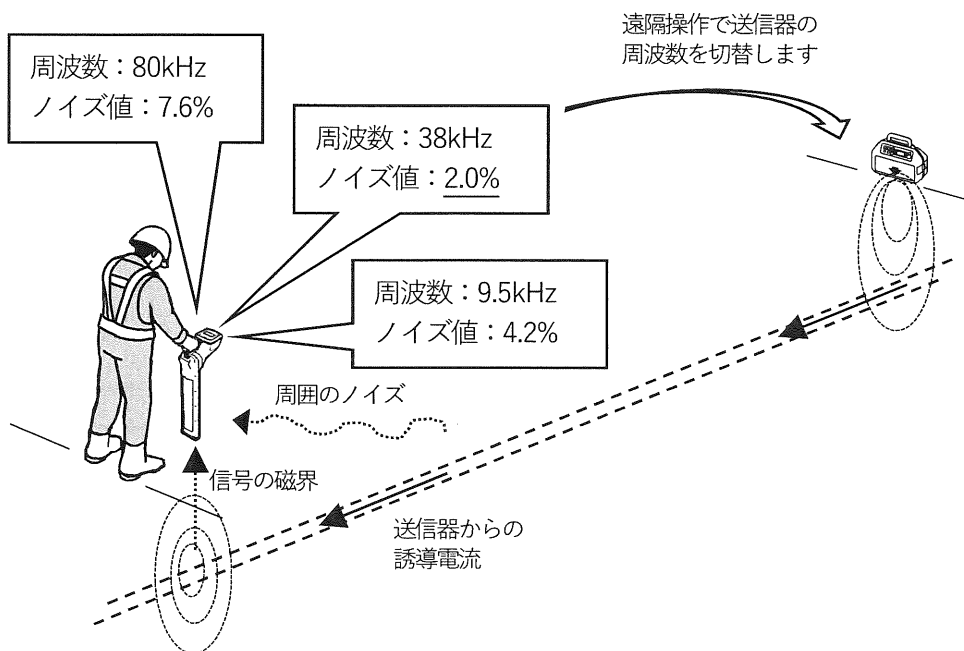 遠隔操作で送信器の
周波数を切替します
周波数：80kHz
ノイズ値：7.6%
周波数：38kHz
ノイズ値：2.0%
周波数：9.5kHz
ノイズ値：4.2%
周囲のノイズ
信号の磁界
送信器からの
誘導電流